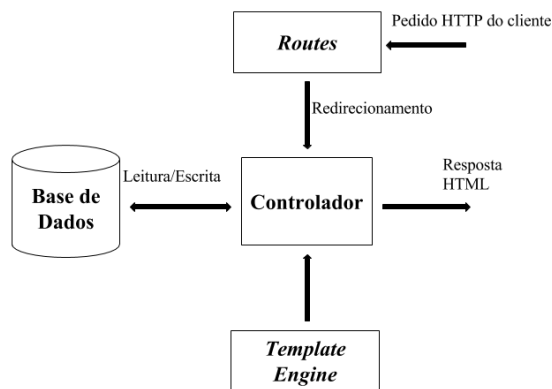 Pedido HTTP do cliente
Routes
Redirecionamento
Leitura/Escrita
Base de
Dados
Controlador
Resposta
HTML
Template
Engine